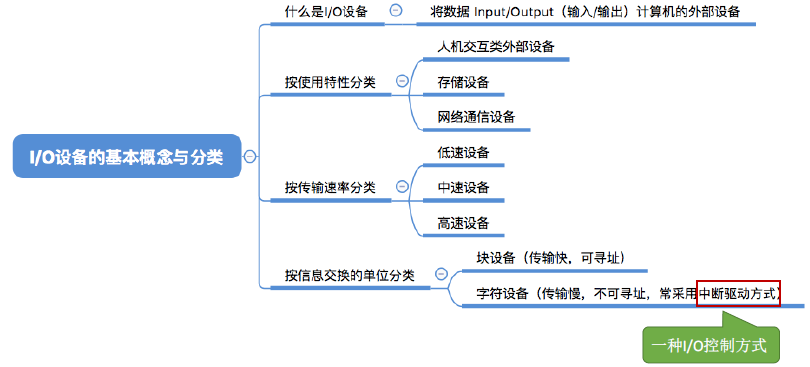 什么是I/O设备
将数据 Input/Output（输入/输出）计算机的外部设备
人机交互类外部设备
按使用特性分类
存储设备
网络通信设备
I/O设备的基本概念与分类
低速设备
按传输速率分类
中速设备
高速设备
块设备（传输快，可寻址）
按信息交换的单位分类
字符设备（传输慢，不可寻址，常采用中断驱动方式）
一种I/O控制方式